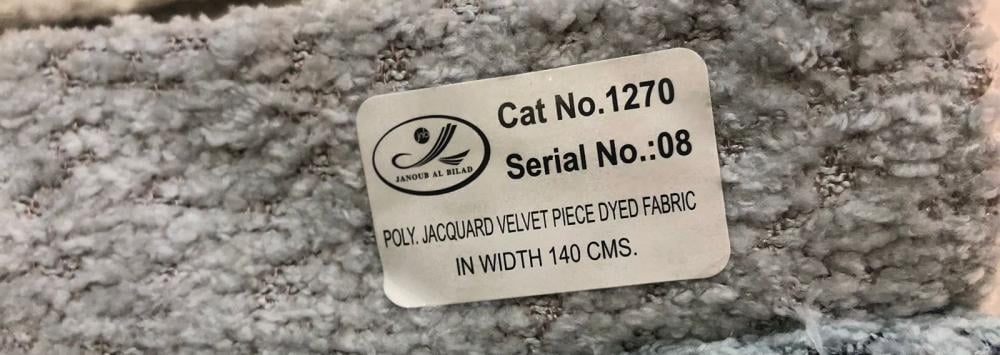 Cat No.1270
Serial No.:08
JANOUB AL BILAD
POLY. JACQUARD VELVET PIECE DYED FABRIC
IN WIDTH 140 CMS.